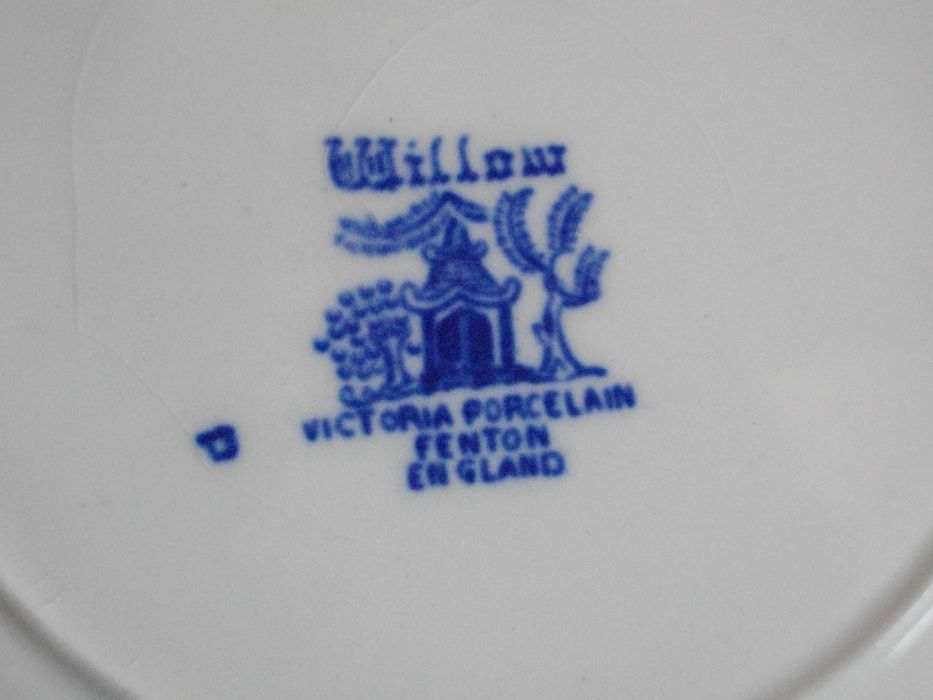 Willow
VICTORIA PORCELAIN
FENTON
ENGLAND